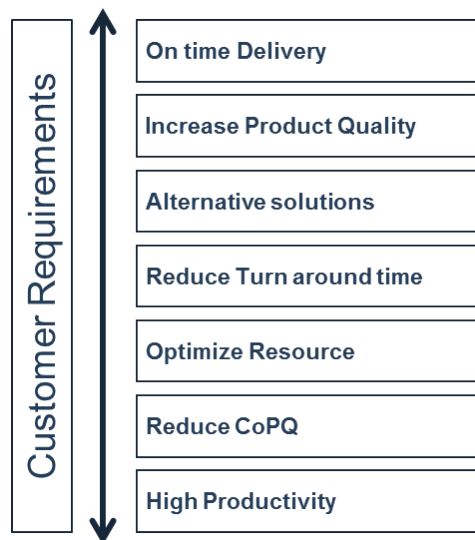 Customer Requirements
On time Delivery
Increase Product Quality
Alternative solutions
Reduce Turn around time
Optimize Resource
Reduce CoPQ
High Productivity